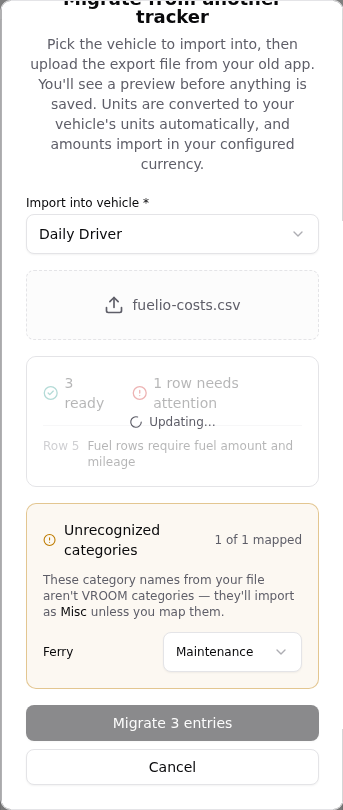 Migrate from another
tracker
Pick the vehicle to import into, then
upload the export file from your old app.
You'll see a preview before anything is
saved. Units are converted to your
vehicle's units automatically, and
amounts import in your configured
currency.
Import into vehicle *
Daily Driver
fuelio-costs.csv
3
ready
1 row needs
attention
Updating...
Row 5 Fuel rows require fuel amount and
mileage
Unrecognized
categories
1 of 1 mapped
These category names from your file
aren't VROOM categories — they'll import
as Misc unless you map them.
Ferry
Maintenance
Migrate 3 entries
Cancel